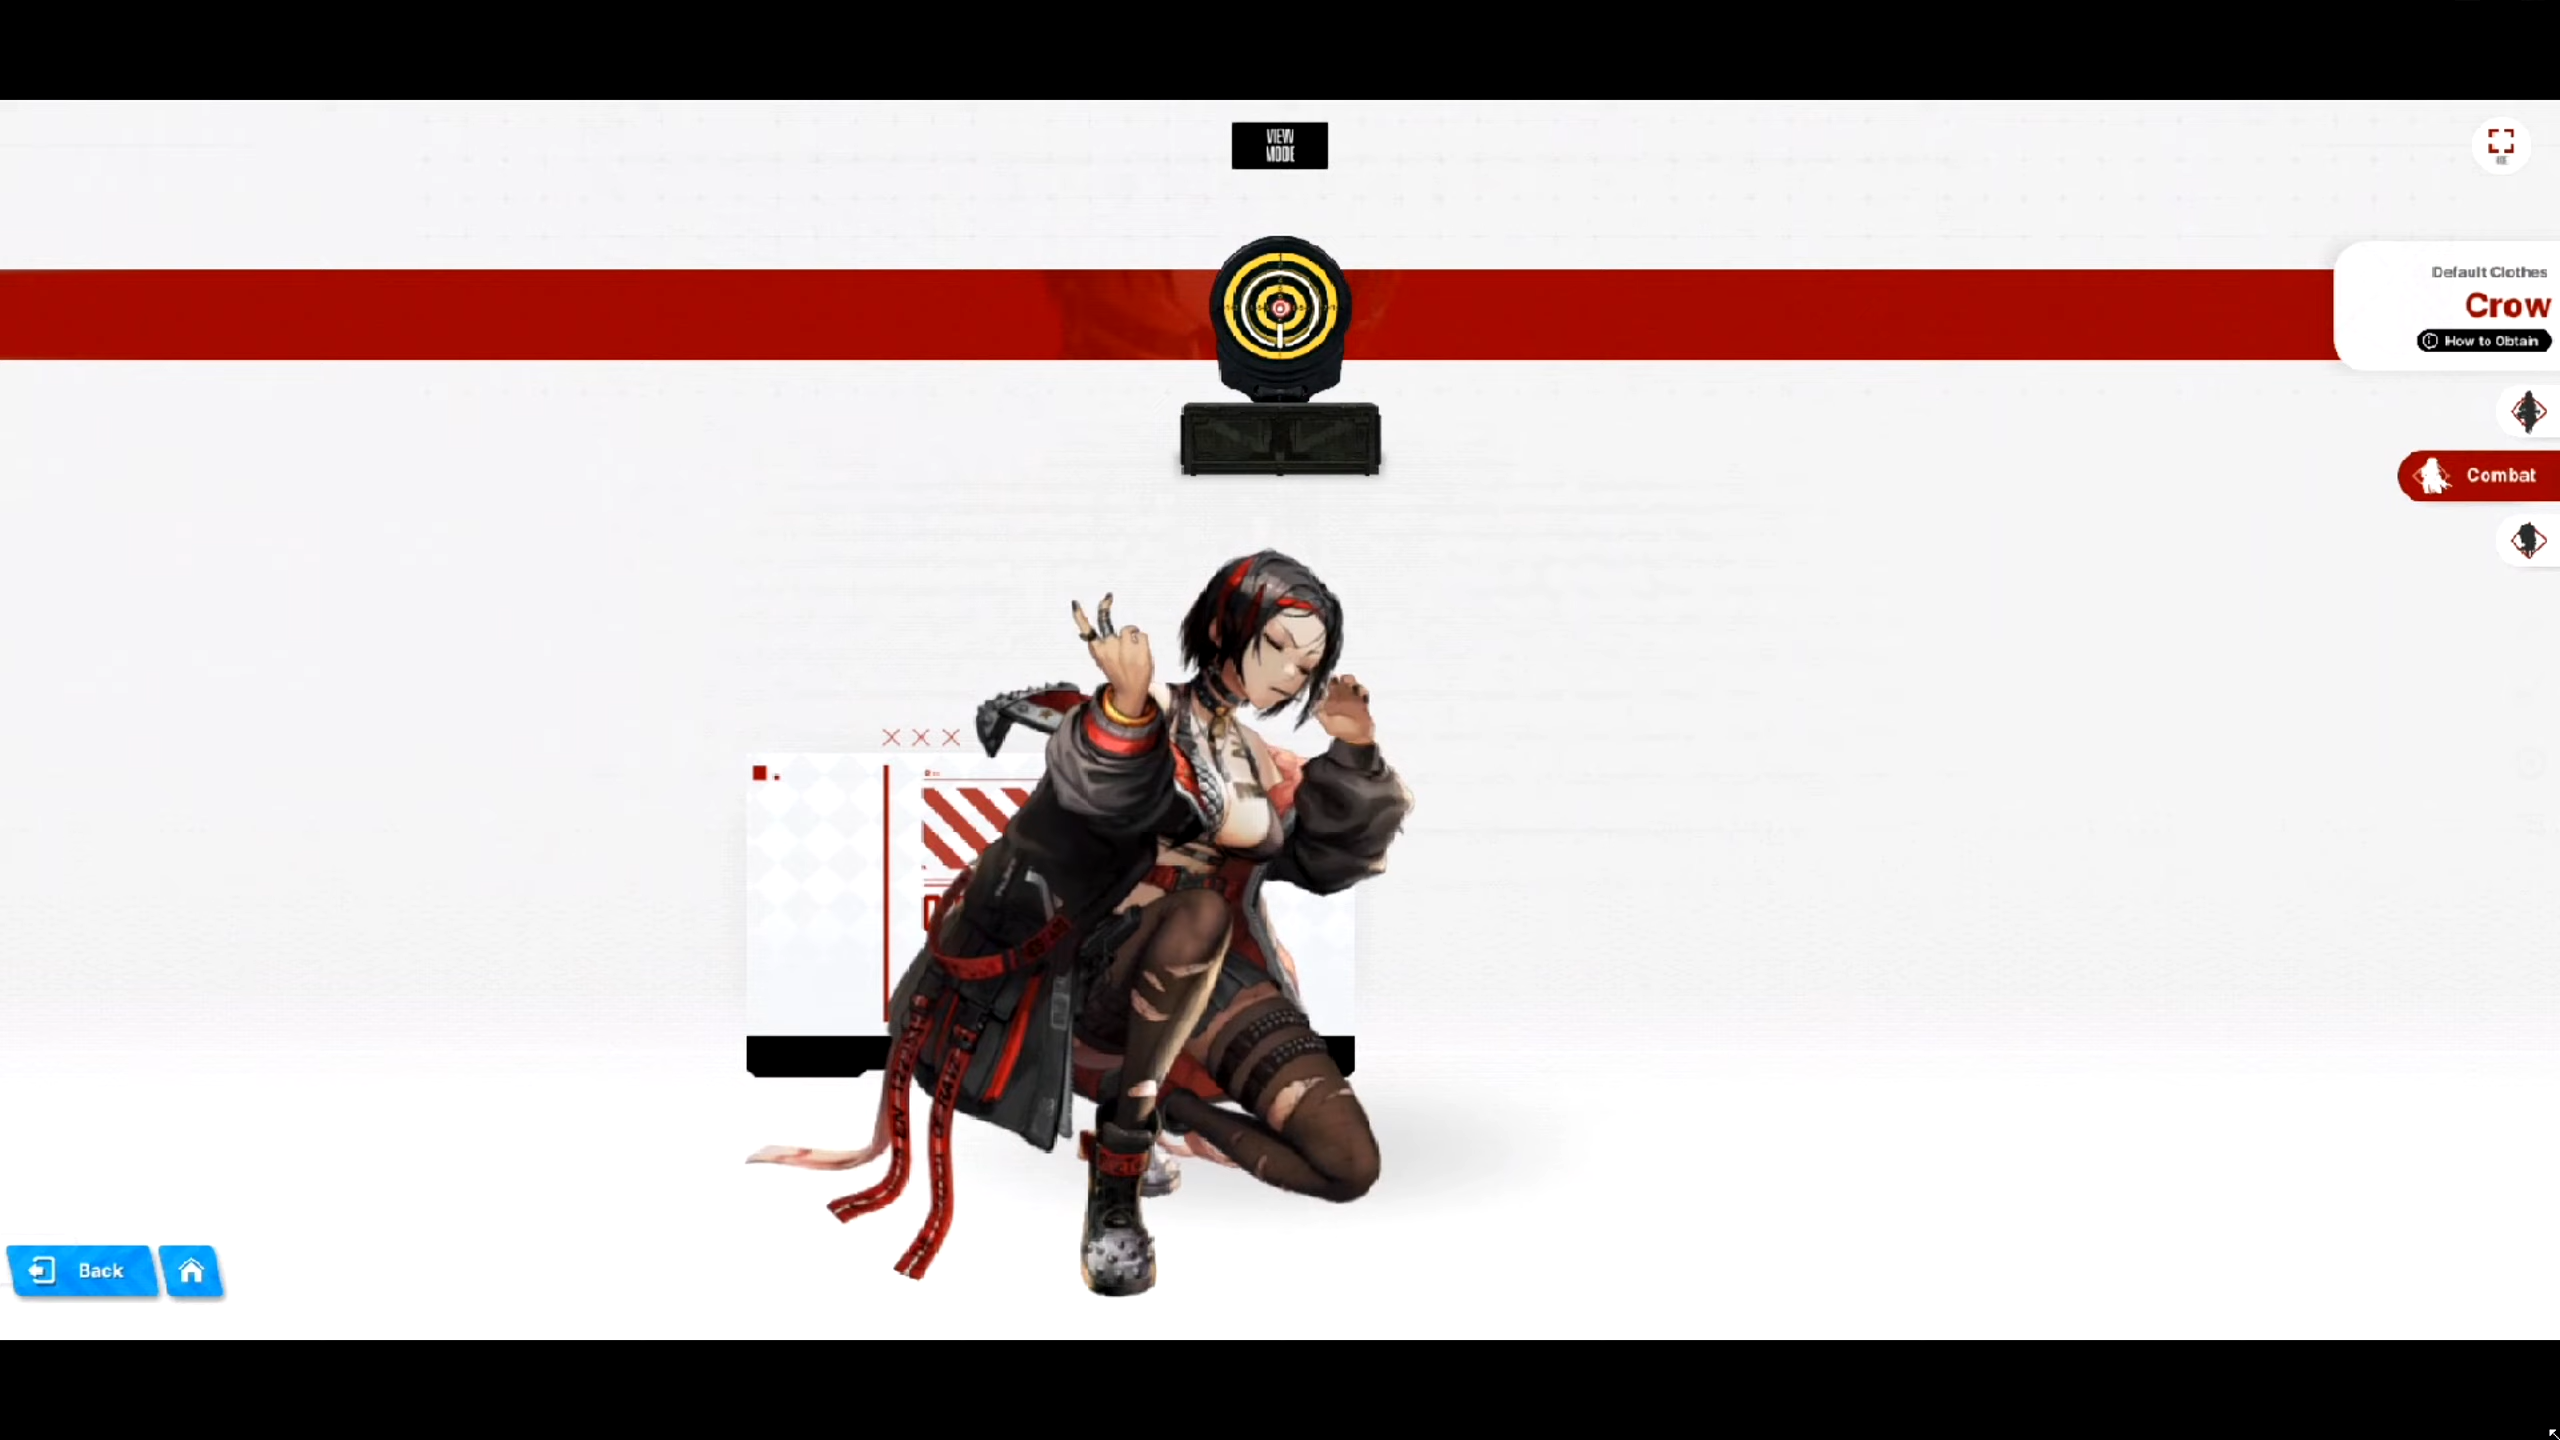 VIEW
MODE
Default Clothes
Crow
How to Obtain
Combat
Back